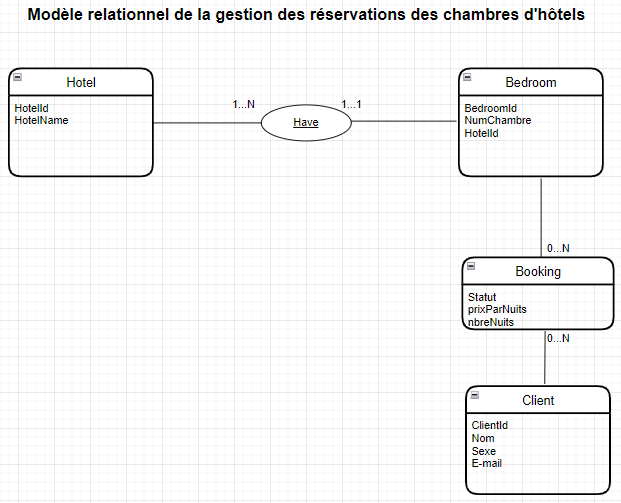 Modèle relationnel de la gestion des réservations des chambres d'hôtels
Hotel
HotelId
HotelName
1...N
Have
1...1
Bedroom
BedroomId
NumChambre
HotelId
0...N
Booking
Statut
prixParNuits
nbreNuits
0...N
Client
ClientId
Nom
Sexe
E-mail